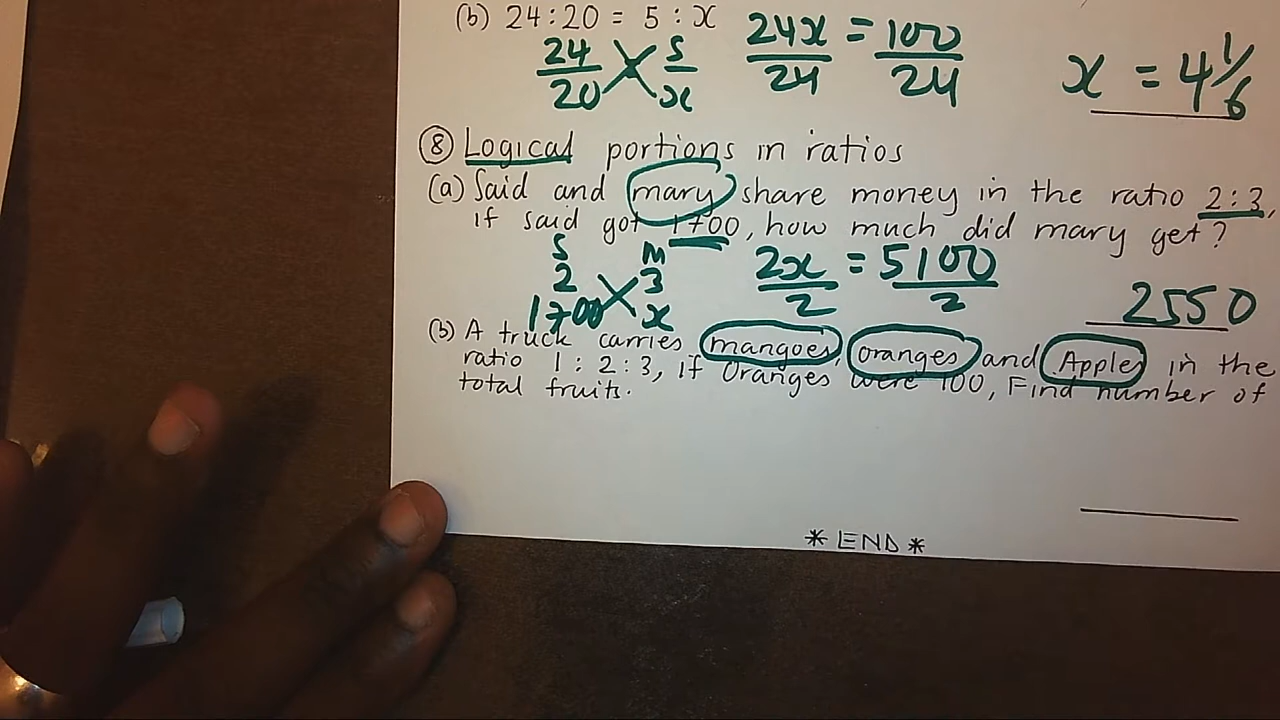 (b) 24:20 = 5 : x
24/20 5/x 24x/24 = 100/24 x = 4 1/6
⑧ Logical portions in ratios
(a) Said and mary share money in the ratio 2:3,
if said got 1700, how much did mary get?
S M
2 3 2x/2 = 5100/2
1700 x 2550
(b) A truck carries mangoes, oranges and Apples in the
ratio 1 : 2 : 3, if Oranges were 100, Find number of
total fruits.
* END *